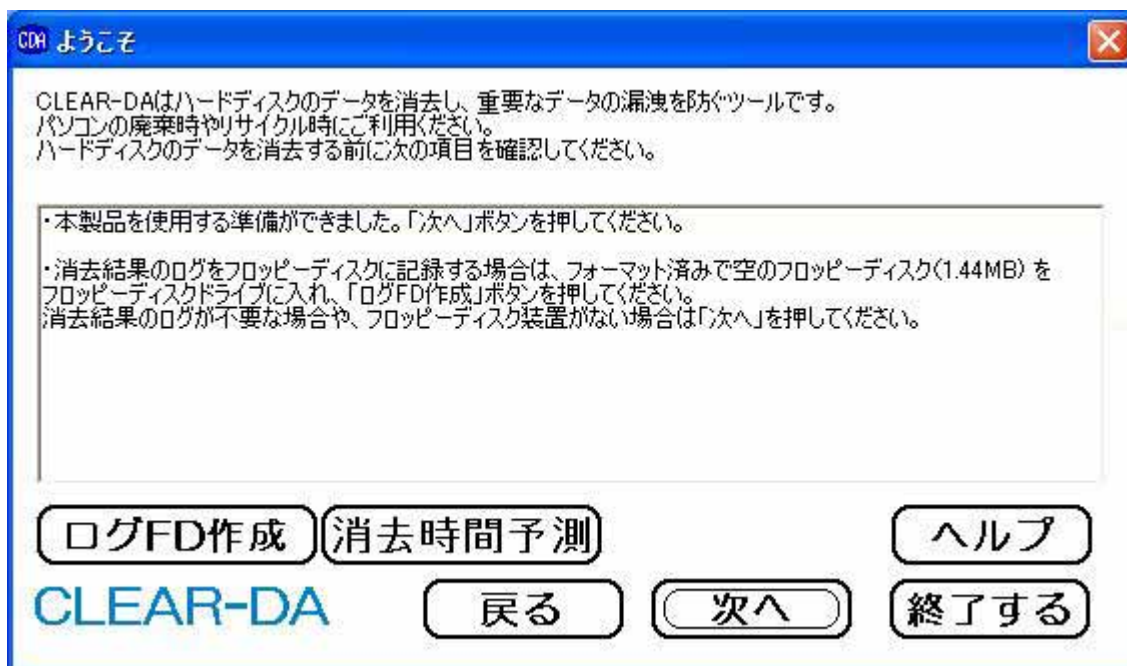 CDA ようこそ
CLEAR-DAはハードディスクのデータを消去し、重要なデータの漏洩を防ぐツールです。
パソコンの廃棄時やリサイクル時にご利用ください。
ハードディスクのデータを消去する前に次の項目を確認してください。
・本製品を使用する準備ができました。「次へ」ボタンを押してください。
・消去結果のログをフロッピーディスクに記録する場合は、フォーマット済みで空のフロッピーディスク(1.44MB) を
フロッピーディスクドライブに入れ、「ログFD作成」ボタンを押してください。
消去結果のログが不要な場合や、フロッピーディスク装置がない場合は「次へ」を押してください。
ログFD作成 消去時間予測 ヘルプ
CLEAR-DA 戻る 次へ 終了する